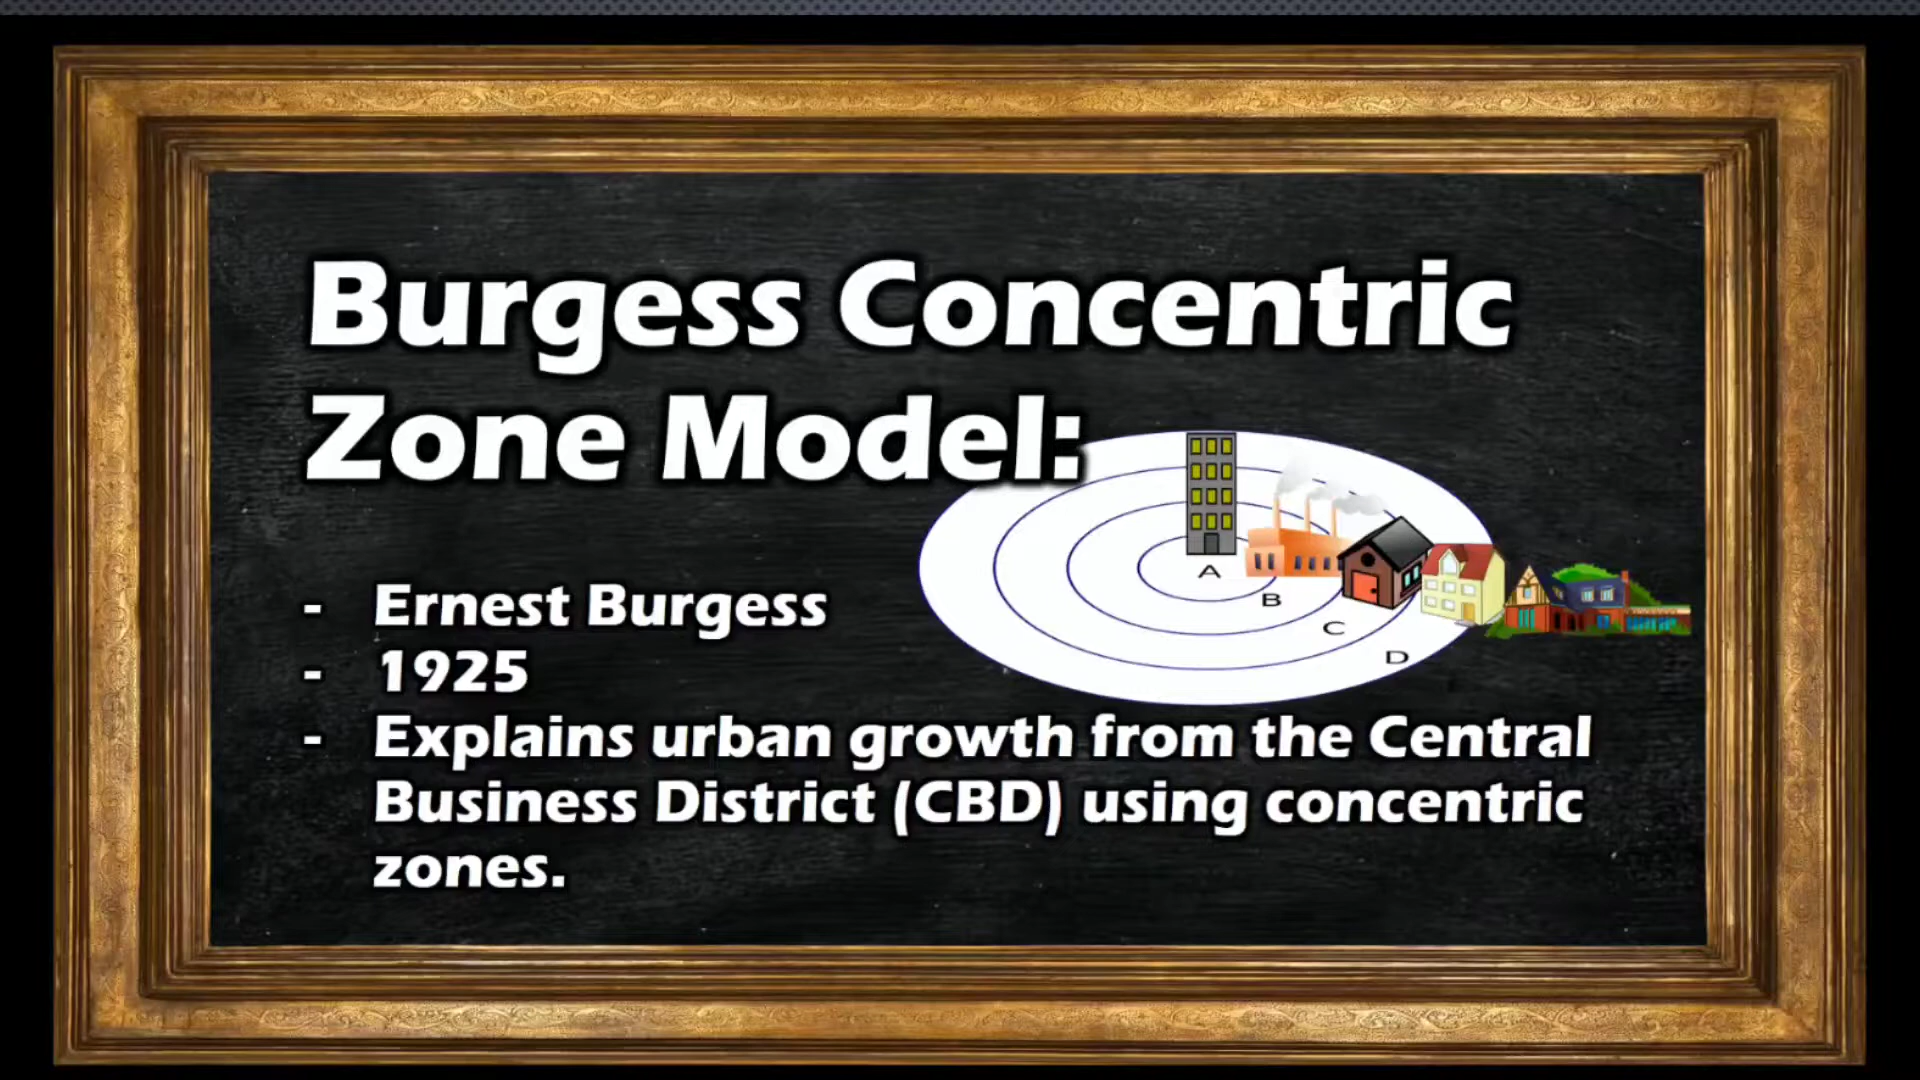 Burgess Concentric
Zone Model:
- Ernest Burgess
- 1925
- Explains urban growth from the Central
Business District (CBD) using concentric
zones.
A
B
C
D